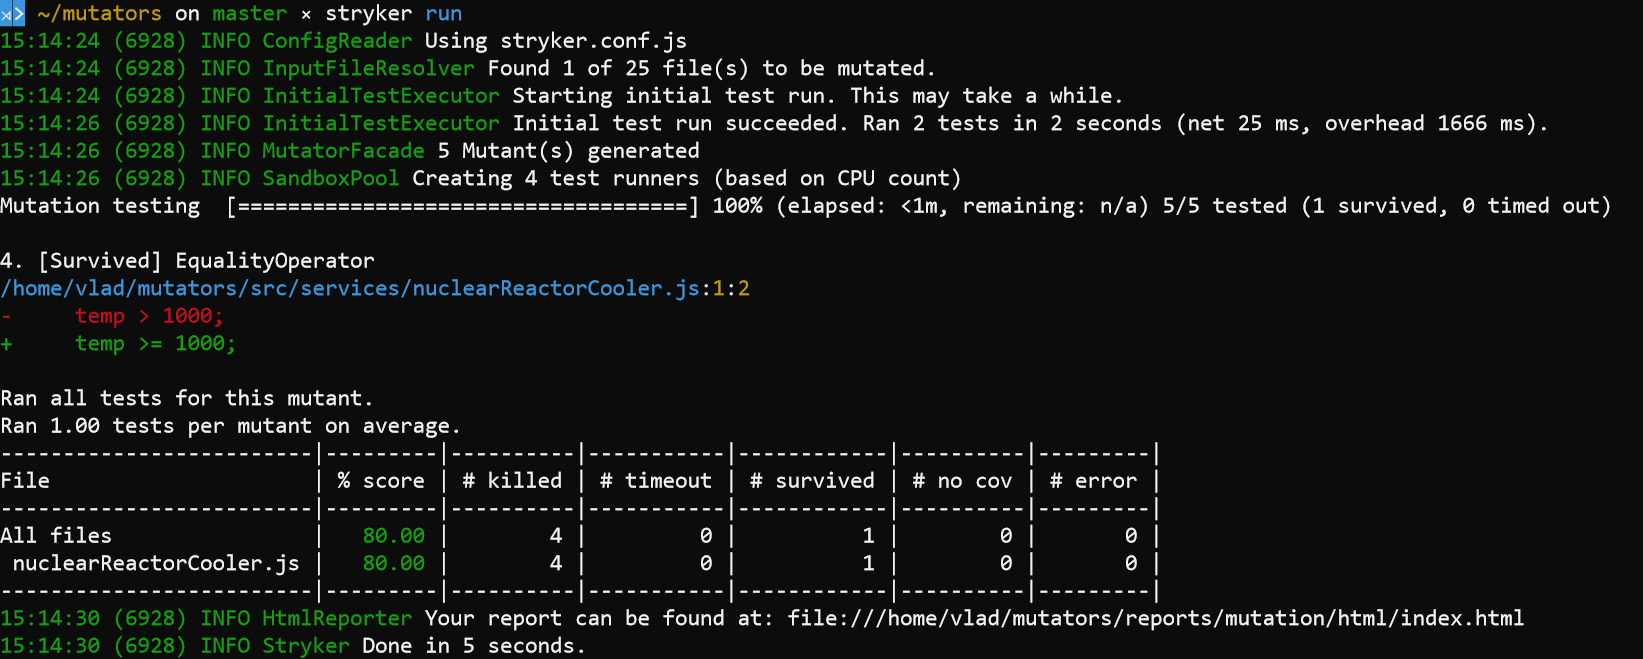 x> ~/mutators on master × stryker run
15:14:24 (6928) INFO ConfigReader Using stryker.conf.js
15:14:24 (6928) INFO InputFileResolver Found 1 of 25 file(s) to be mutated.
15:14:24 (6928) INFO InitialTestExecutor Starting initial test run. This may take a while.
15:14:26 (6928) INFO InitialTestExecutor Initial test run succeeded. Ran 2 tests in 2 seconds (net 25 ms, overhead 1666 ms).
15:14:26 (6928) INFO MutatorFacade 5 Mutant(s) generated
15:14:26 (6928) INFO SandboxPool Creating 4 test runners (based on CPU count)
Mutation testing  [====================================] 100% (elapsed: <1m, remaining: n/a) 5/5 tested (1 survived, 0 timed out)

4. [Survived] EqualityOperator
/home/vlad/mutators/src/services/nuclearReactorCooler.js:1:2
-     temp > 1000;
+     temp >= 1000;

Ran all tests for this mutant.
Ran 1.00 tests per mutant on average.
-------------------------|---------|----------|-----------|------------|----------|---------|
File                     | % score | # killed | # timeout | # survived | # no cov | # error |
-------------------------|---------|----------|-----------|------------|----------|---------|
All files                |   80.00 |        4 |         0 |          1 |        0 |       0 |
 nuclearReactorCooler.js |   80.00 |        4 |         0 |          1 |        0 |       0 |
-------------------------|---------|----------|-----------|------------|----------|---------|
15:14:30 (6928) INFO HtmlReporter Your report can be found at: file:///home/vlad/mutators/reports/mutation/html/index.html
15:14:30 (6928) INFO Stryker Done in 5 seconds.